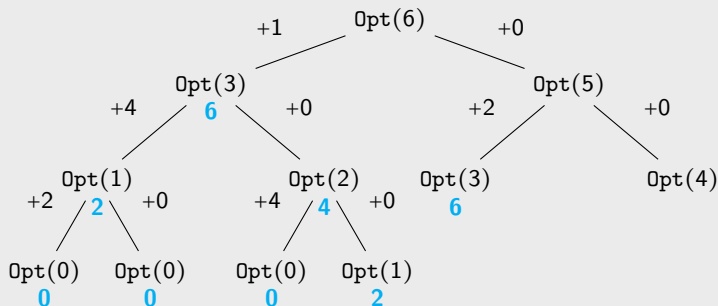 Opt(6)
+1 +0
Opt(3) Opt(5)
6
+4 +0 +2 +0
Opt(1) Opt(2) Opt(3) Opt(4)
2 4 6
+2 +0 +4 +0
Opt(0) Opt(0) Opt(0) Opt(1)
0 0 0 2